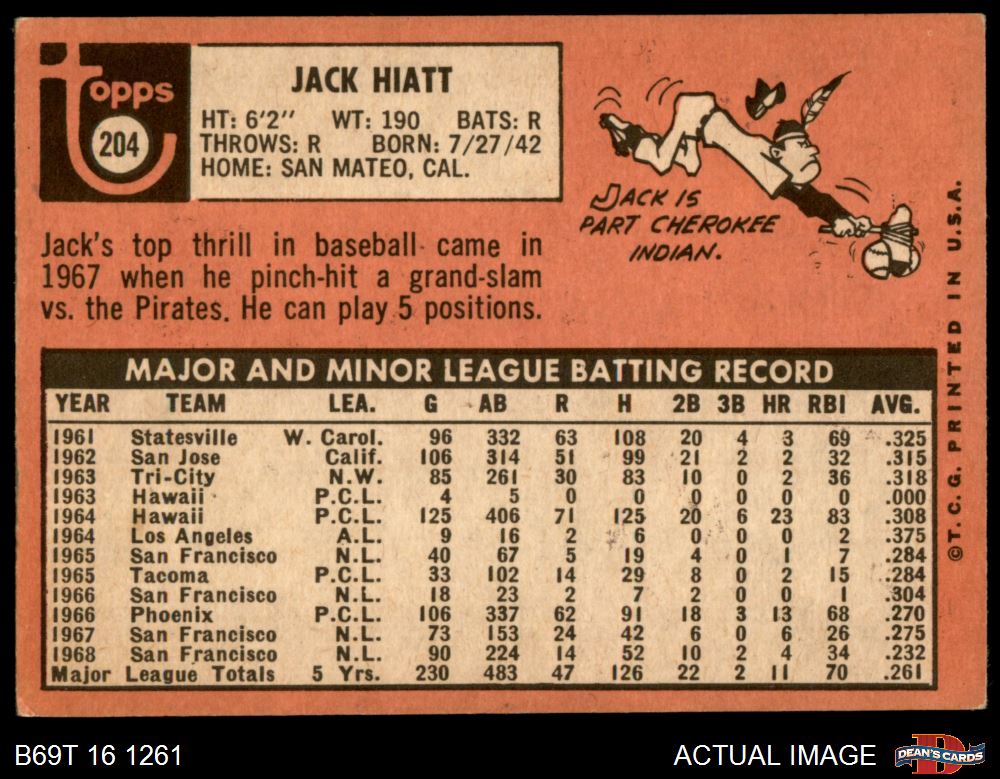 Topps
204
JACK HIATT
HT: 6'2" WT: 190 BATS: R
THROWS: R BORN: 7/27/42
HOME: SAN MATEO, CAL.
JACK IS
PART CHEROKEE
INDIAN.
Jack's top thrill in baseball came in
1967 when he pinch-hit a grand-slam
vs. the Pirates. He can play 5 positions.
MAJOR AND MINOR LEAGUE BATTING RECORD
YEAR TEAM LEA. G AB R H 2B 3B HR RBI AVG.
1961 Statesville W. Carol. 96 332 63 108 20 4 3 69 .325
1962 San Jose Calif. 106 314 51 99 21 2 2 32 .315
1963 Tri-City N.W. 85 261 30 83 10 0 2 36 .318
1963 Hawaii P.C.L. 4 5 0 0 0 0 0 0 .000
1964 Hawaii P.C.L. 125 406 71 125 20 6 23 83 .308
1964 Los Angeles A.L. 9 16 2 6 0 0 0 2 .375
1965 San Francisco N.L. 40 67 5 19 4 0 1 7 .284
1965 Tacoma P.C.L. 33 102 14 29 8 0 2 15 .284
1966 San Francisco N.L. 18 23 2 7 2 0 0 1 .304
1966 Phoenix P.C.L. 106 337 62 91 18 3 13 68 .270
1967 San Francisco N.L. 73 153 24 42 6 0 6 26 .275
1968 San Francisco N.L. 90 224 14 52 10 2 4 34 .232
Major League Totals 5 Yrs. 230 483 47 126 22 2 11 70 .261
©T.C.G. PRINTED IN U.S.A.
B69T 16 1261
ACTUAL IMAGE
DEAN'S CARDS